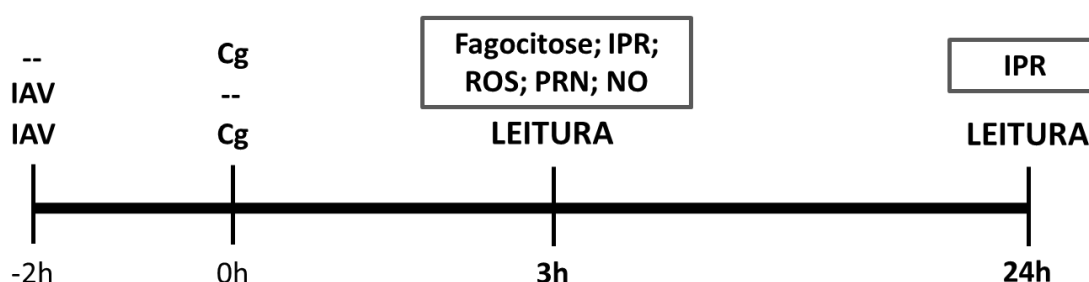 --
IAV
IAV
Cg
--
Cg
Fagocitose; IPR;
ROS; PRN; NO
LEITURA
IPR
LEITURA
-2h
0h
3h
24h